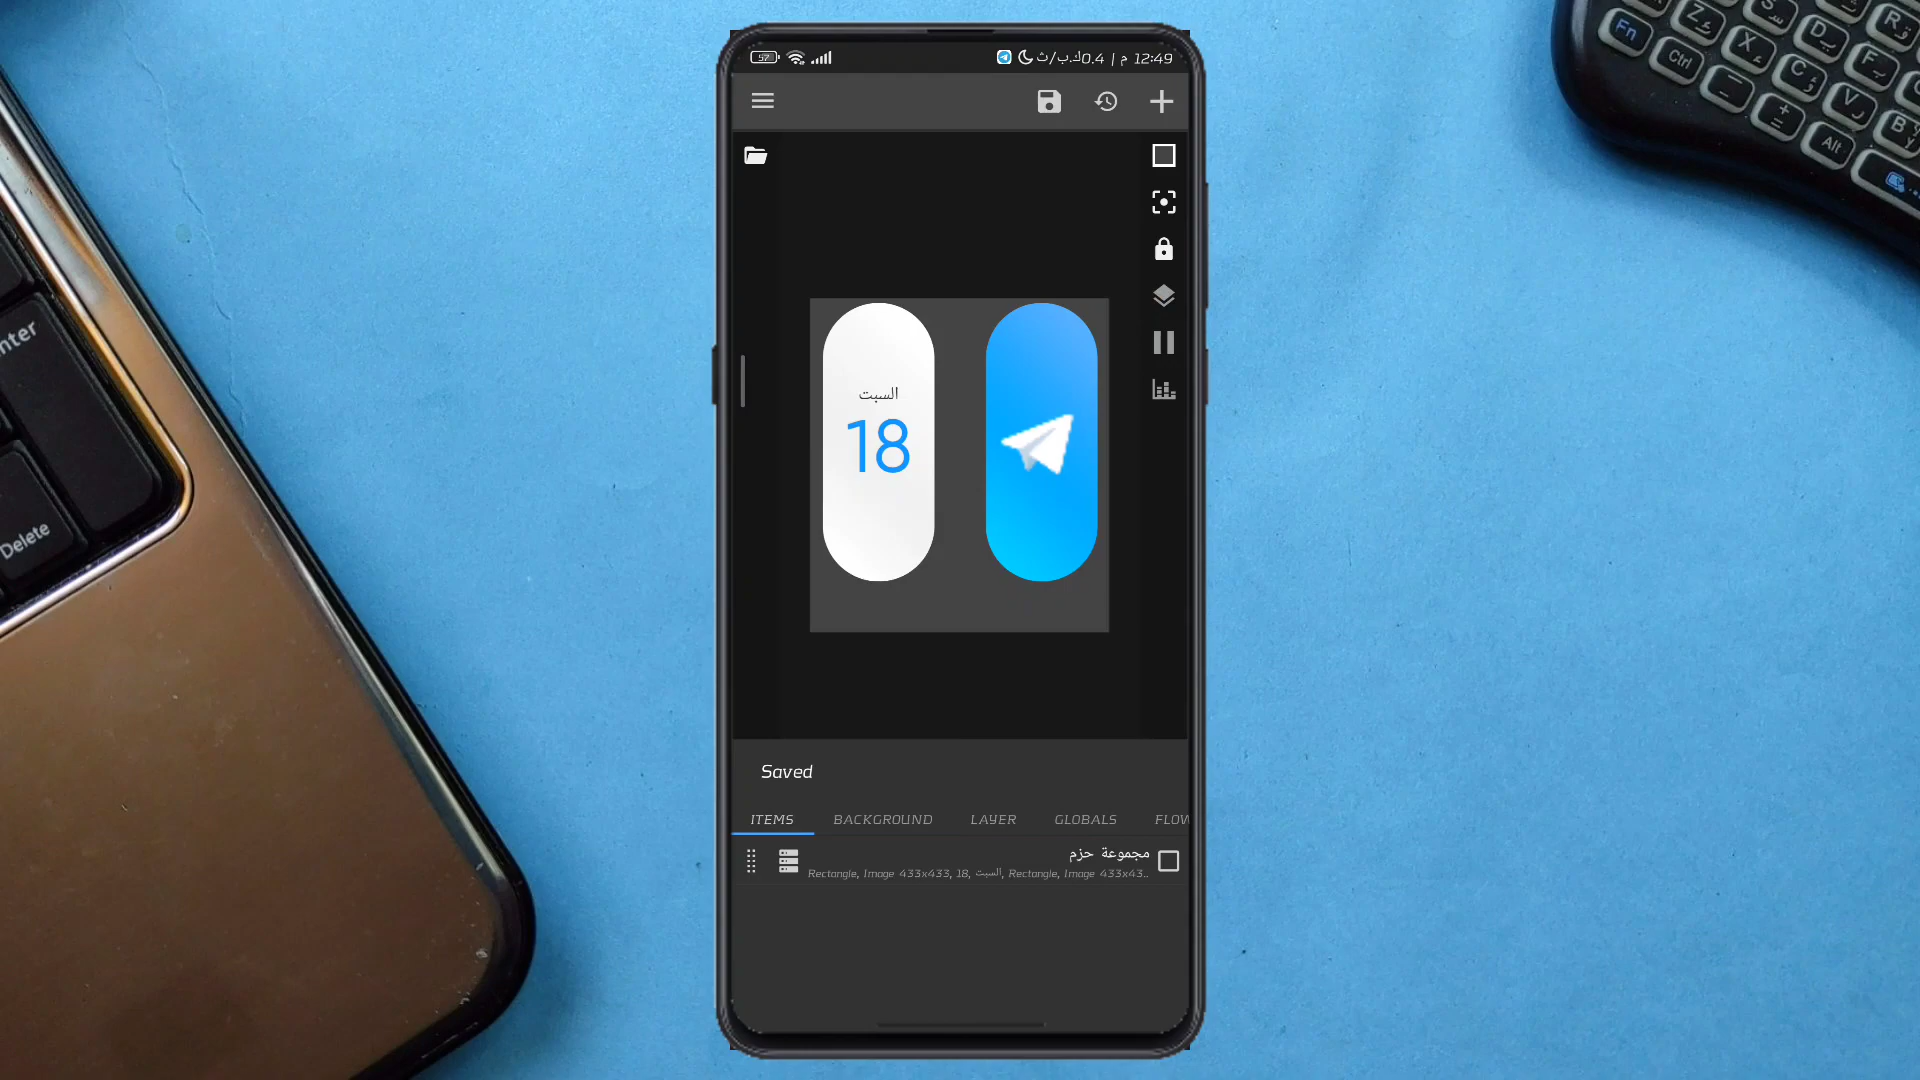 57
0.4ك.ب/ث | م 12:49
السبت
18
Saved
ITEMS BACKGROUND LAYER GLOBALS FLOW
مجموعة حزم
Rectangle, Image 433x433, 18, السبت, Rectangle, Image 433x43..
Delete
nter
Fn
Ctrl
Alt
Z
X
C
V
B
F
R